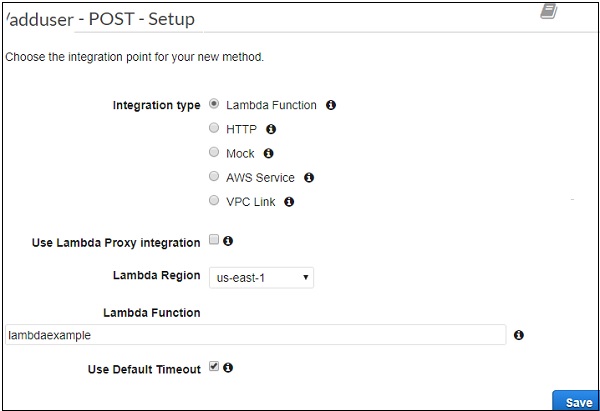 /adduser - POST - Setup
Choose the integration point for your new method.
Integration type
Lambda Function
HTTP
Mock
AWS Service
VPC Link
Use Lambda Proxy integration
Lambda Region us-east-1
Lambda Function
lambdaexample
Use Default Timeout
Save